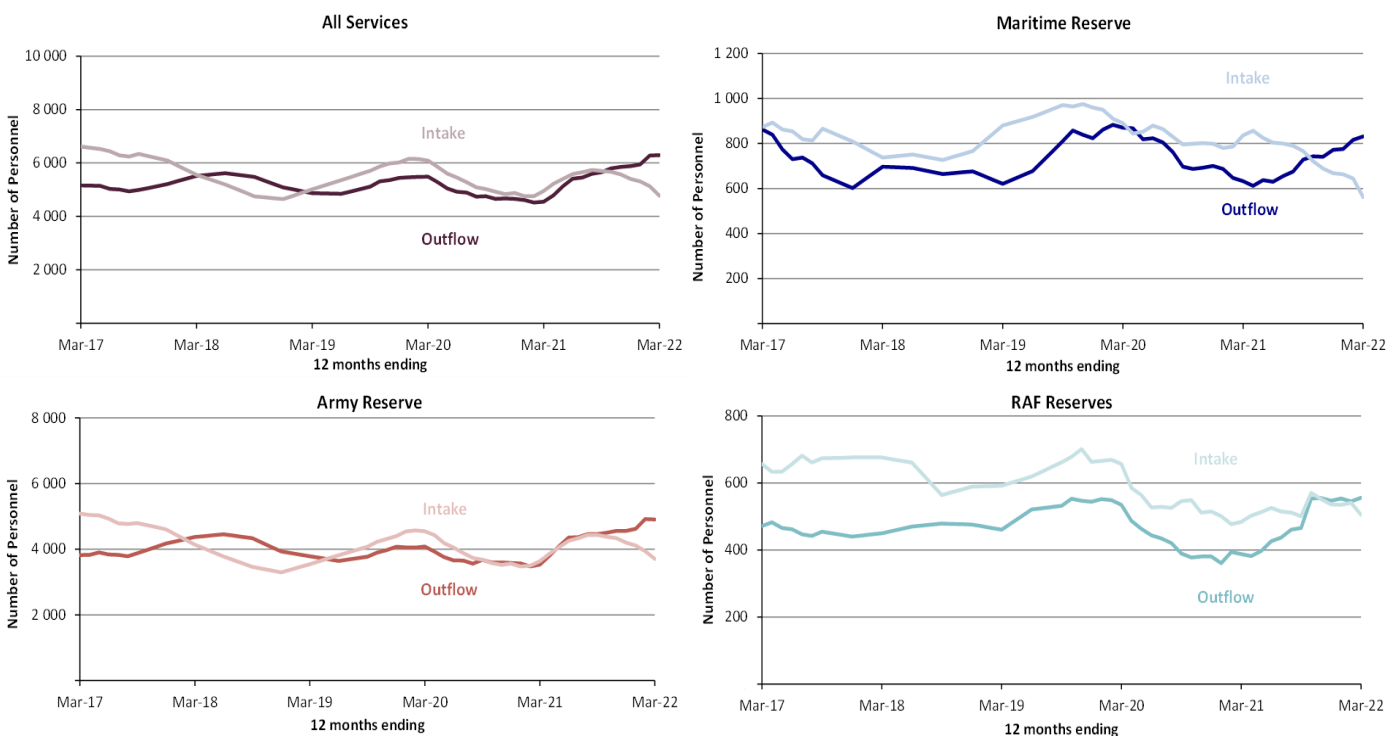 All Services
Number of Personnel
10 000
8 000
6 000
4 000
2 000
Intake
Outflow
Mar-17 Mar-18 Mar-19 Mar-20 Mar-21 Mar-22
12 months ending
Maritime Reserve
Number of Personnel
1 200
1 000
800
600
400
200
Intake
Outflow
Mar-17 Mar-18 Mar-19 Mar-20 Mar-21 Mar-22
12 months ending
Army Reserve
Number of Personnel
8 000
6 000
4 000
2 000
Intake
Outflow
Mar-17 Mar-18 Mar-19 Mar-20 Mar-21 Mar-22
12 months ending
RAF Reserves
Number of Personnel
800
600
400
200
Intake
Outflow
Mar-17 Mar-18 Mar-19 Mar-20 Mar-21 Mar-22
12 months ending